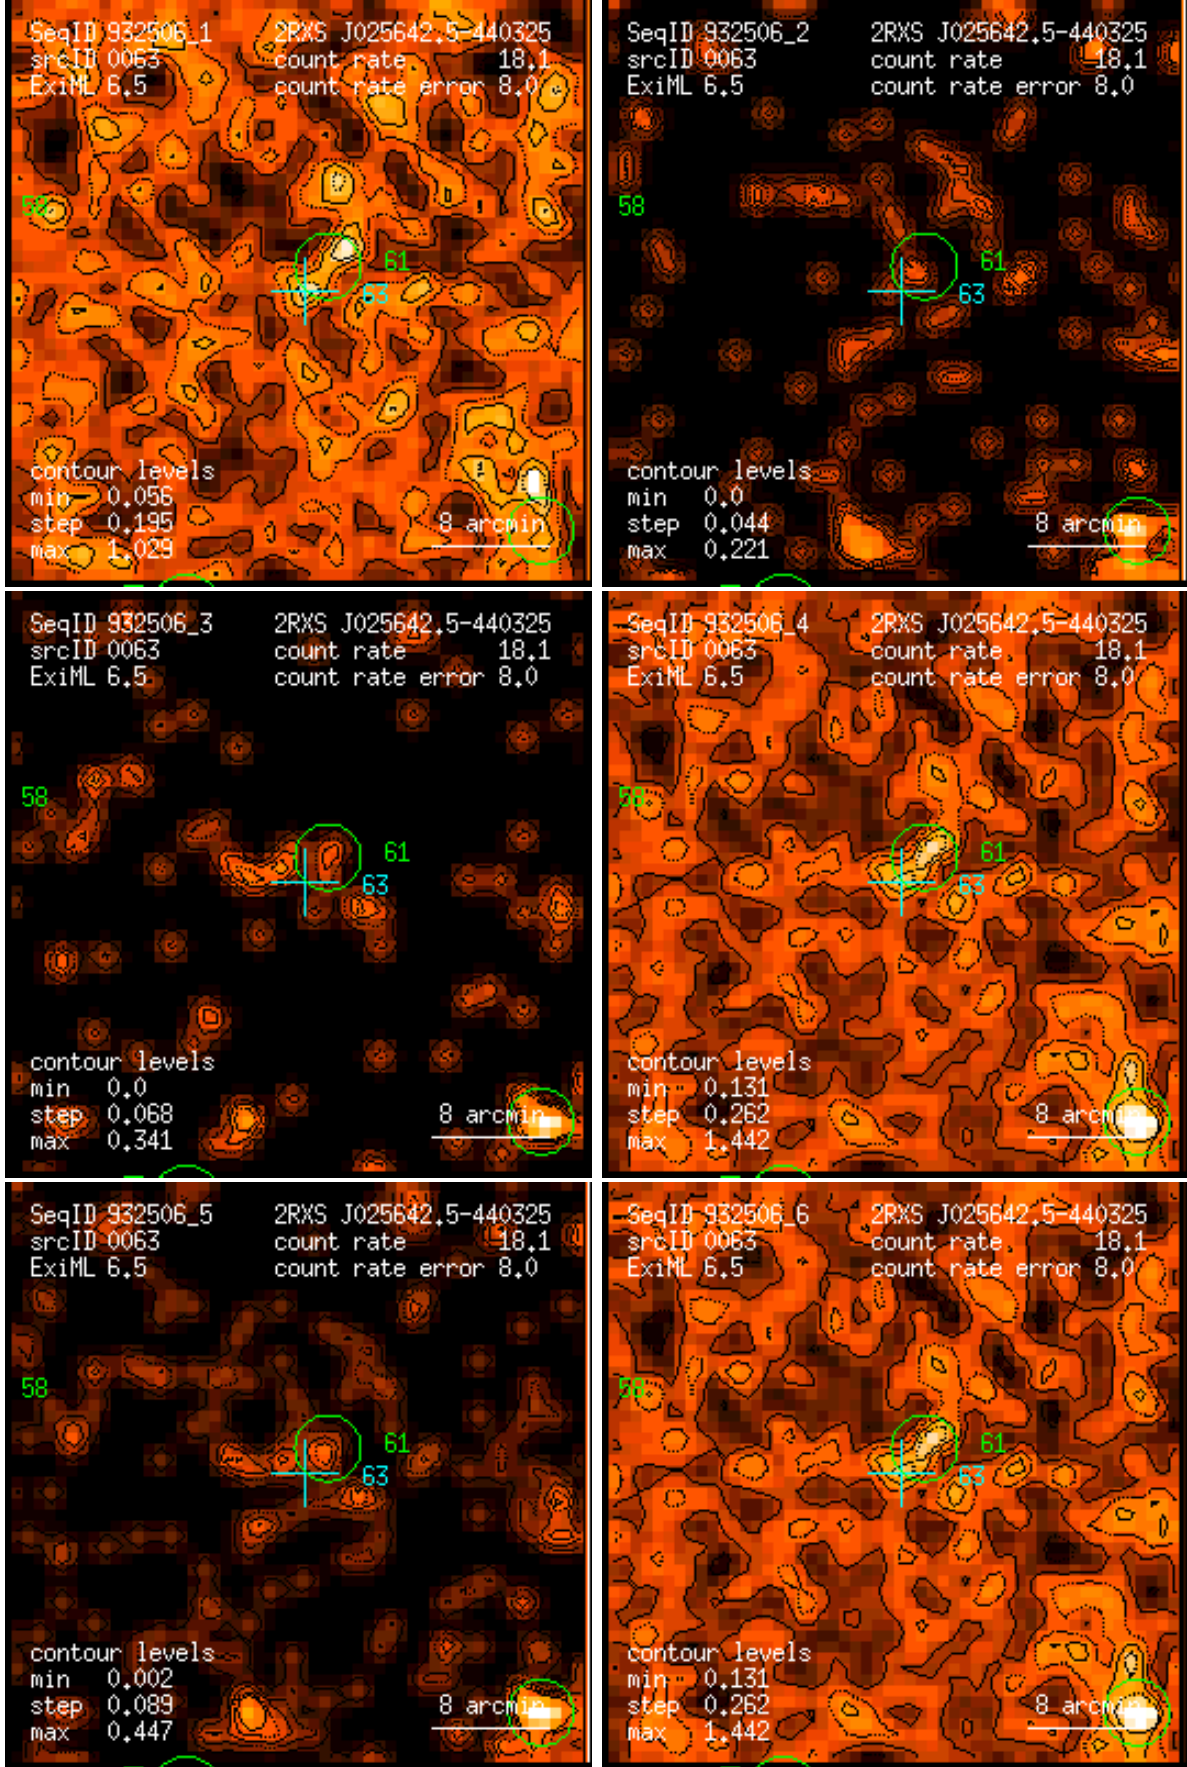 SeqID 932506_1 2RXS J025642.5-440325
srcID 0063 count rate 18.1
ExiML 6.5 count rate error 8.0
58
61
63
contour levels
min 0.056
step 0.195 8 arcmin
max 1.029
SeqID 932506_2 2RXS J025642.5-440325
srcID 0063 count rate 18.1
ExiML 6.5 count rate error 8.0
58
61
63
contour levels
min 0.0
step 0.044 8 arcmin
max 0.221
SeqID 932506_3 2RXS J025642.5-440325
srcID 0063 count rate 18.1
ExiML 6.5 count rate error 8.0
58
61
63
contour levels
min 0.0
step 0.068 8 arcmin
max 0.341
SeqID 932506_4 2RXS J025642.5-440325
srcID 0063 count rate 18.1
ExiML 6.5 count rate error 8.0
58
61
63
contour levels
min 0.131
step 0.262 8 arcmin
max 1.442
SeqID 932506_5 2RXS J025642.5-440325
srcID 0063 count rate 18.1
ExiML 6.5 count rate error 8.0
58
61
63
contour levels
min 0.002
step 0.089 8 arcmin
max 0.447
SeqID 932506_6 2RXS J025642.5-440325
srcID 0063 count rate 18.1
ExiML 6.5 count rate error 8.0
58
61
63
contour levels
min 0.131
step 0.262 8 arcmin
max 1.442